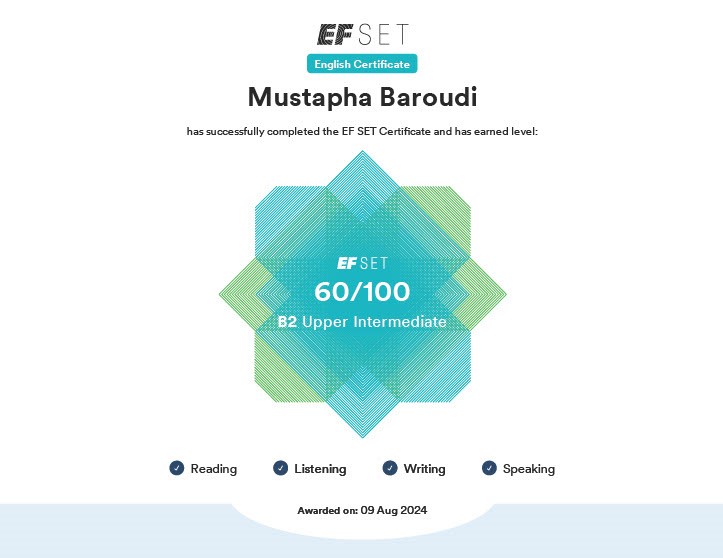 EF SET
English Certificate
Mustapha Baroudi
has successfully completed the EF SET Certificate and has earned level:
EF SET
60/100
B2 Upper Intermediate
Reading Listening Writing Speaking
Awarded on: 09 Aug 2024